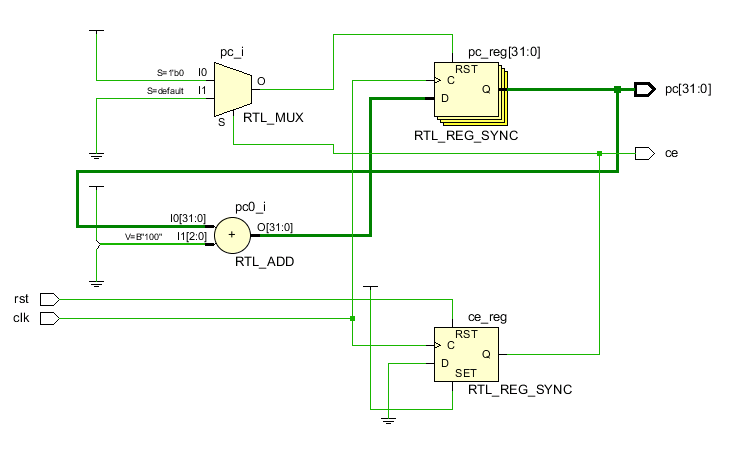 pc_i
pc_reg[31:0]
S=1'b0 I0
S=default I1
O
S
RTL_MUX
RST
C
D
Q
RTL_REG_SYNC
pc[31:0]
ce
pc0_i
I0[31:0]
V=B"100" I1[2:0]
+
O[31:0]
RTL_ADD
rst
clk
ce_reg
RST
C
D
Q
SET
RTL_REG_SYNC